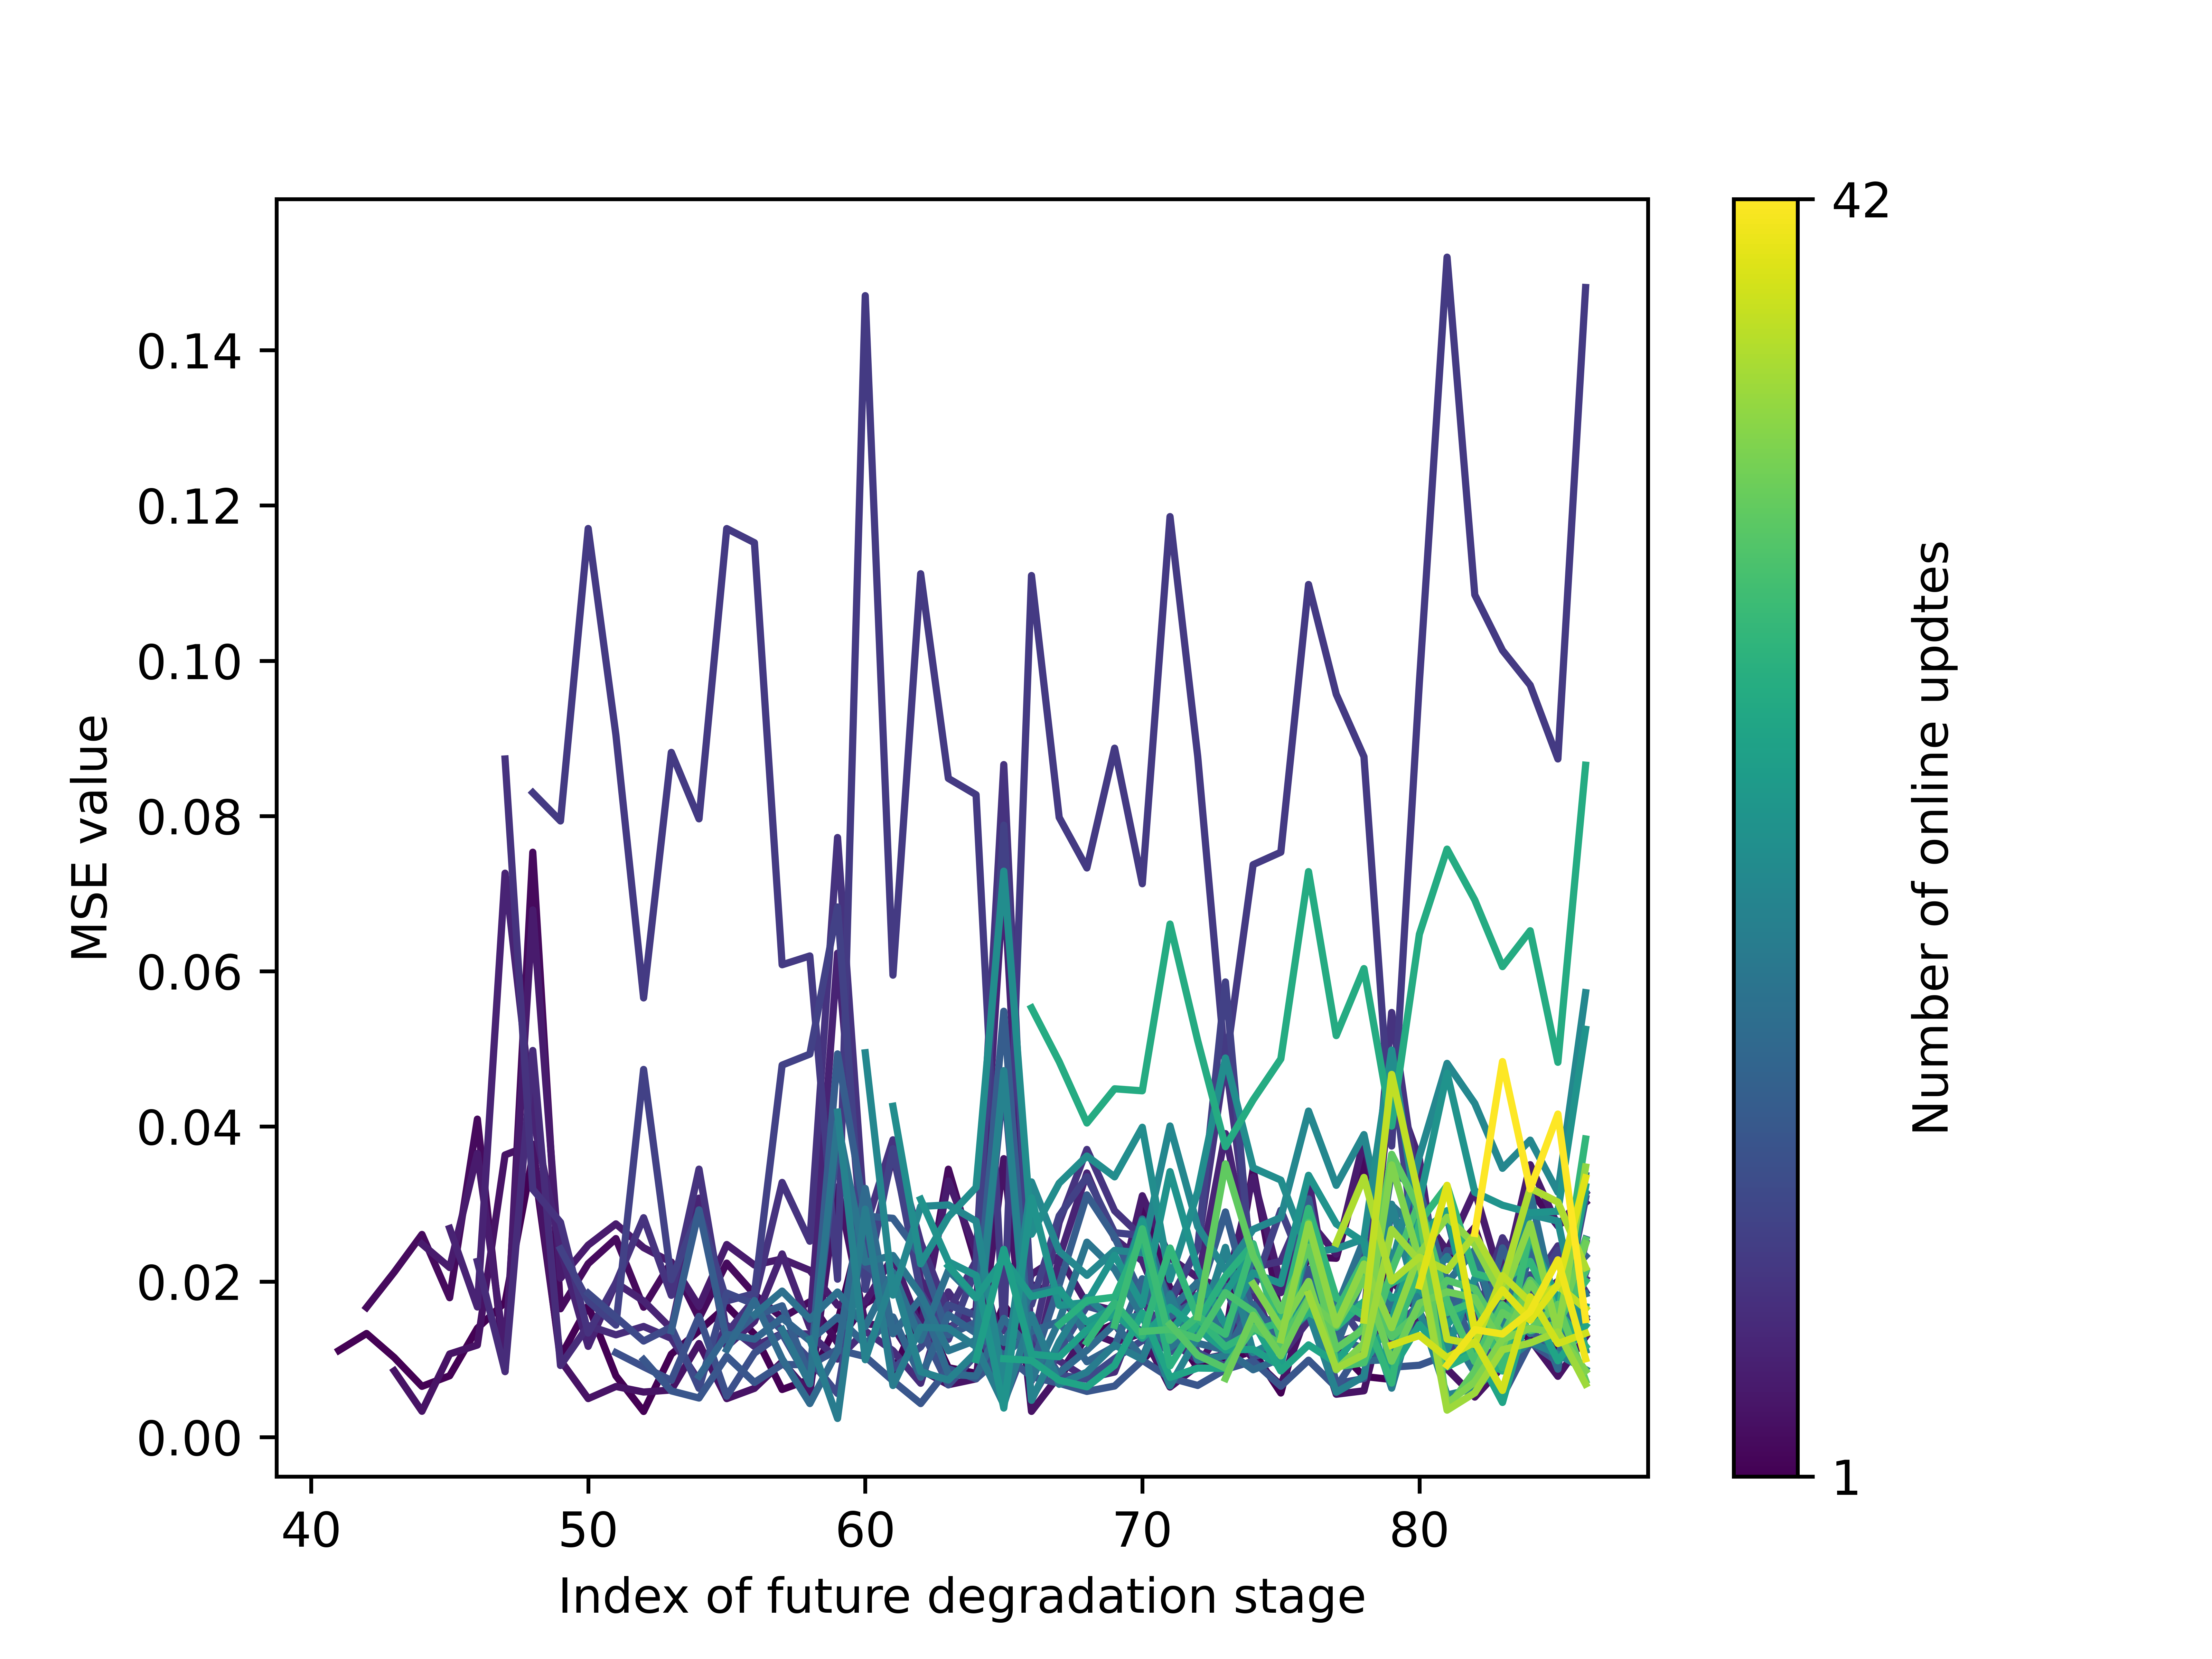 MSE value
0.14
0.12
0.10
0.08
0.06
0.04
0.02
0.00
40 50 60 70 80
Index of future degradation stage
42
1
Number of online updtes